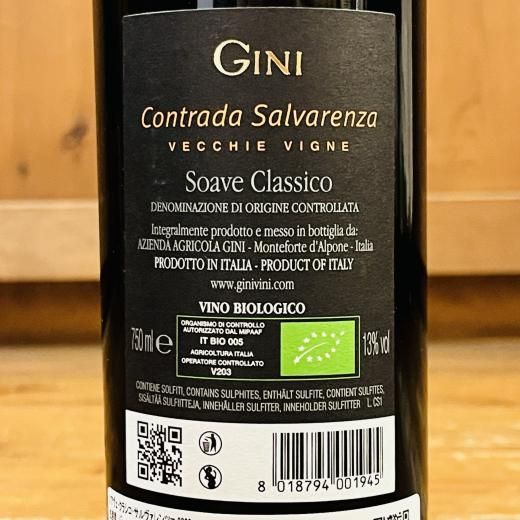 GINI
Contrada Salvarenza
VECCHIE VIGNE
Soave Classico
DENOMINAZIONE DI ORIGINE CONTROLLATA
Integralmente prodotto e messo in bottiglia da:
AZIENDA AGRICOLA GINI - Monteforte d'Alpone - Italia
PRODOTTO IN ITALIA - PRODUCT OF ITALY
www.ginivini.com
VINO BIOLOGICO
750 ml e
ORGANISMO DI CONTROLLO
AUTORIZZATO DAL MIPAAF
IT BIO 005
AGRICOLTURA ITALIA
OPERATORE CONTROLLATO
V203
13% vol
CONTIENE SOLFITI, CONTAINS SULPHITES, ENTHÄLT SULFITE, CONTIENT SULFITES,
SISÄLTÄÄ SULFIITTEJA, INNEHÅLLER SULFITER, INNEHOLDER SULFITTER L. CS1
8 018794 001945